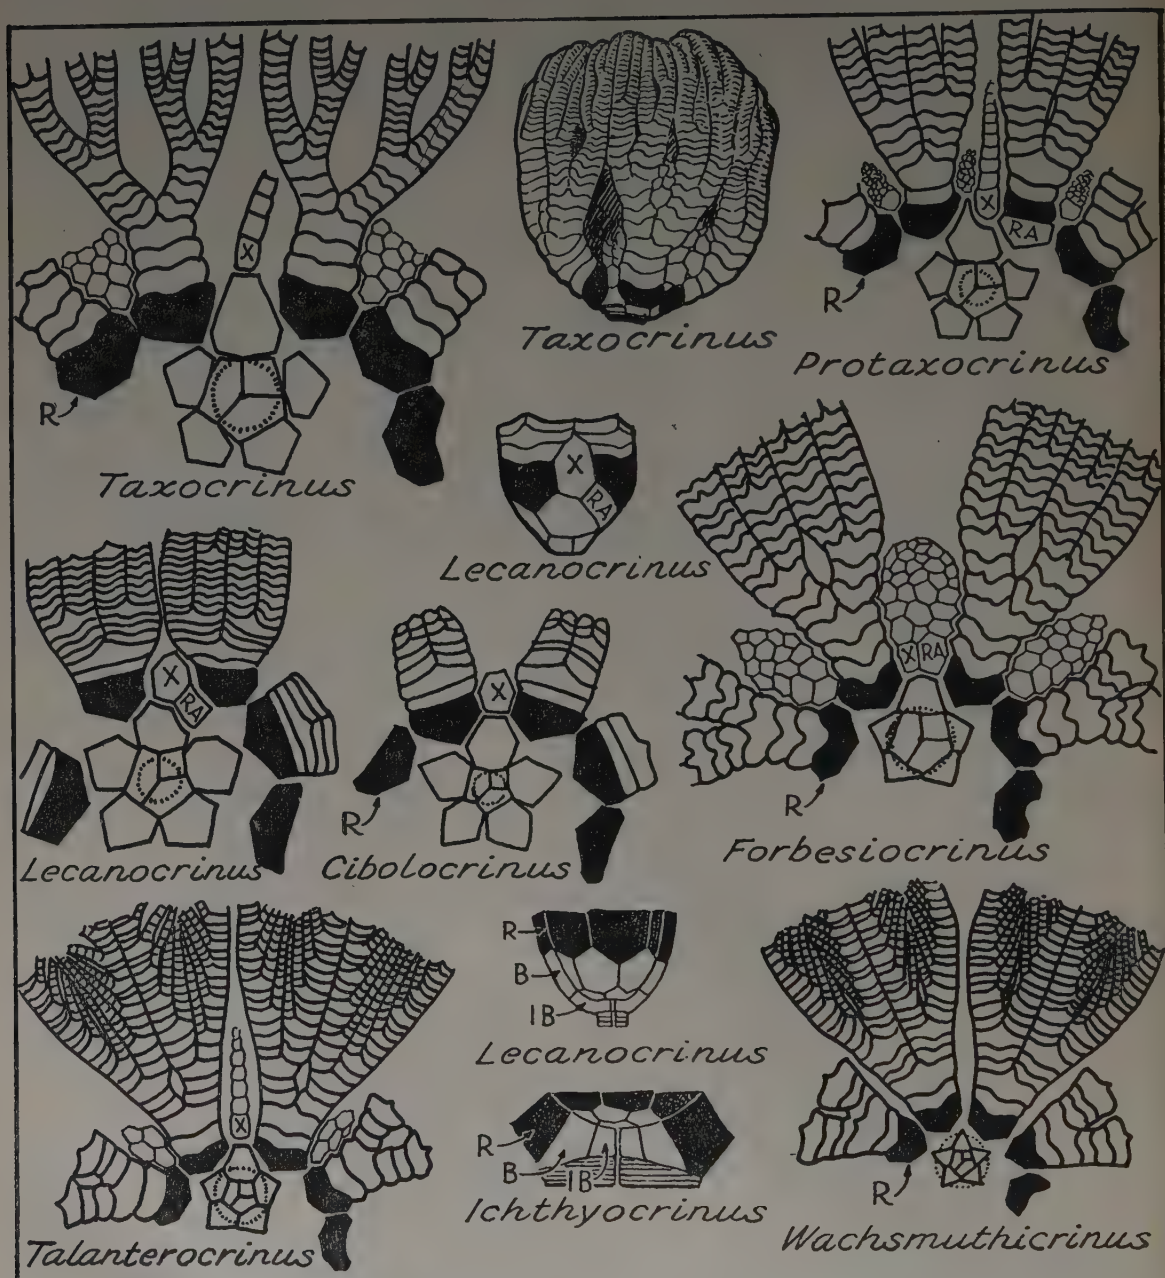 X
R
Taxocrinus
Taxocrinus
X
RA
R
Protaxocrinus
X
RA
Lecanocrinus
X
RA
Lecanocrinus
X
R
Cibolocrinus
X RA
R
Forbesiocrinus
X
Talanterocrinus
R
B
IB
Lecanocrinus
R
B
IB
Ichthyocrinus
R
Wachsmuthicrinus